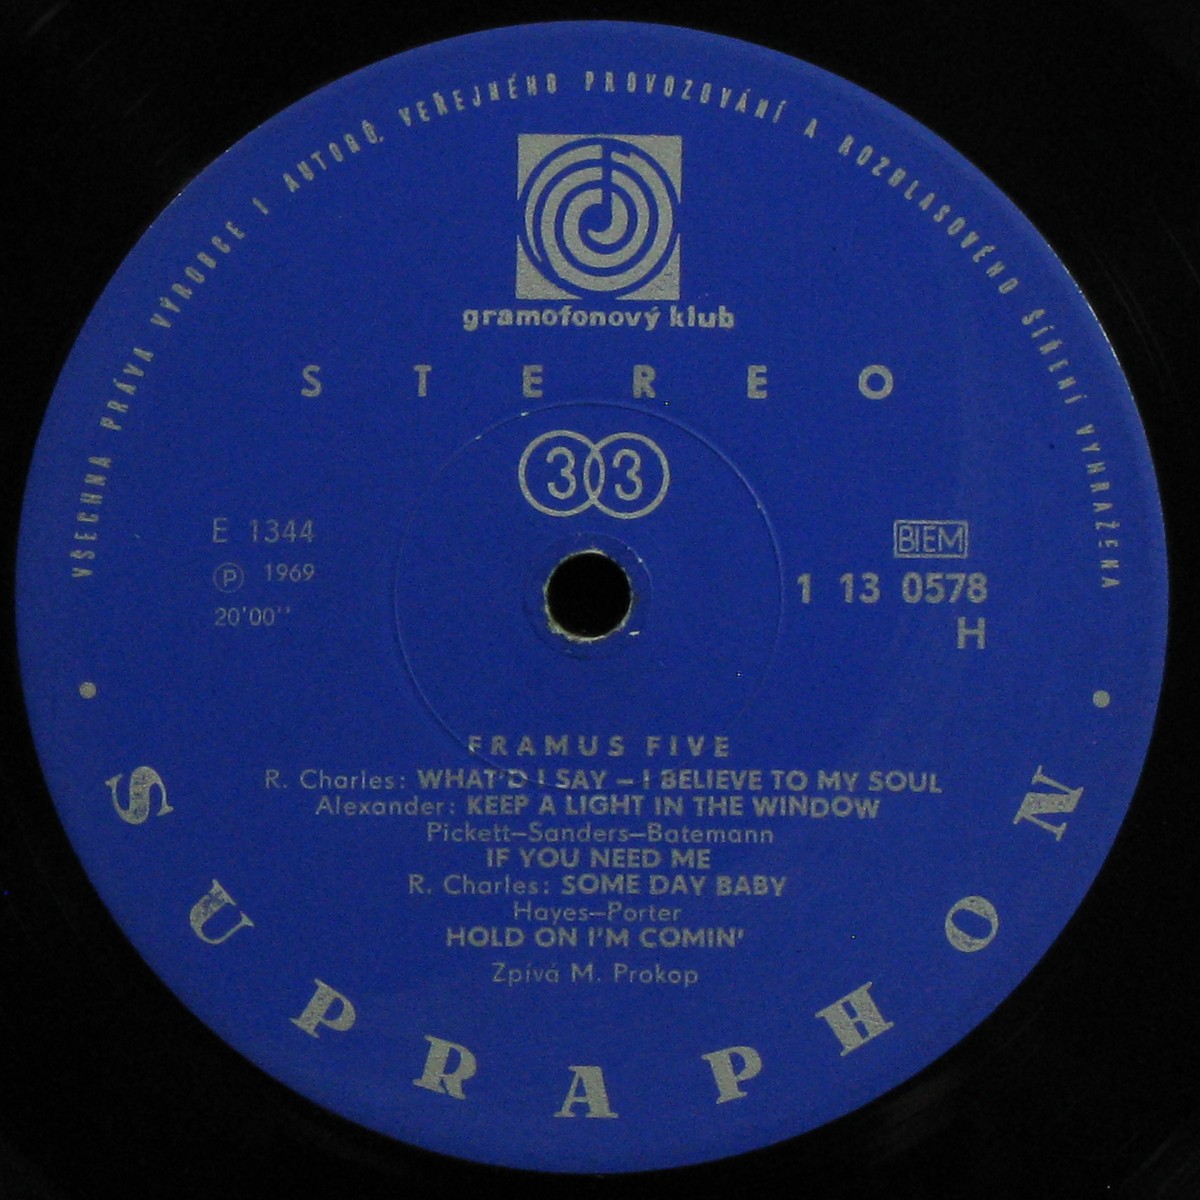 VŠECHNA PRÁVA VÝROBCE I AUTORŮ, VEŘEJNÉHO PROVOZOVÁNÍ A ROZHLASOVÉHO ŠÍŘENÍ VYHRAŽENA
gramofonový klub
STEREO
33
E 1344
Ⓟ 1969
20'00''
BIEM
1 13 0578
H
FRAMUS FIVE
R. Charles: WHAT'D I SAY – I BELIEVE TO MY SOUL
Alexander: KEEP A LIGHT IN THE WINDOW
Pickett–Sanders–Batemann
IF YOU NEED ME
R. Charles: SOME DAY BABY
Hayes–Porter
HOLD ON I'M COMIN'
Zpívá M. Prokop
• SUPRAPHON •